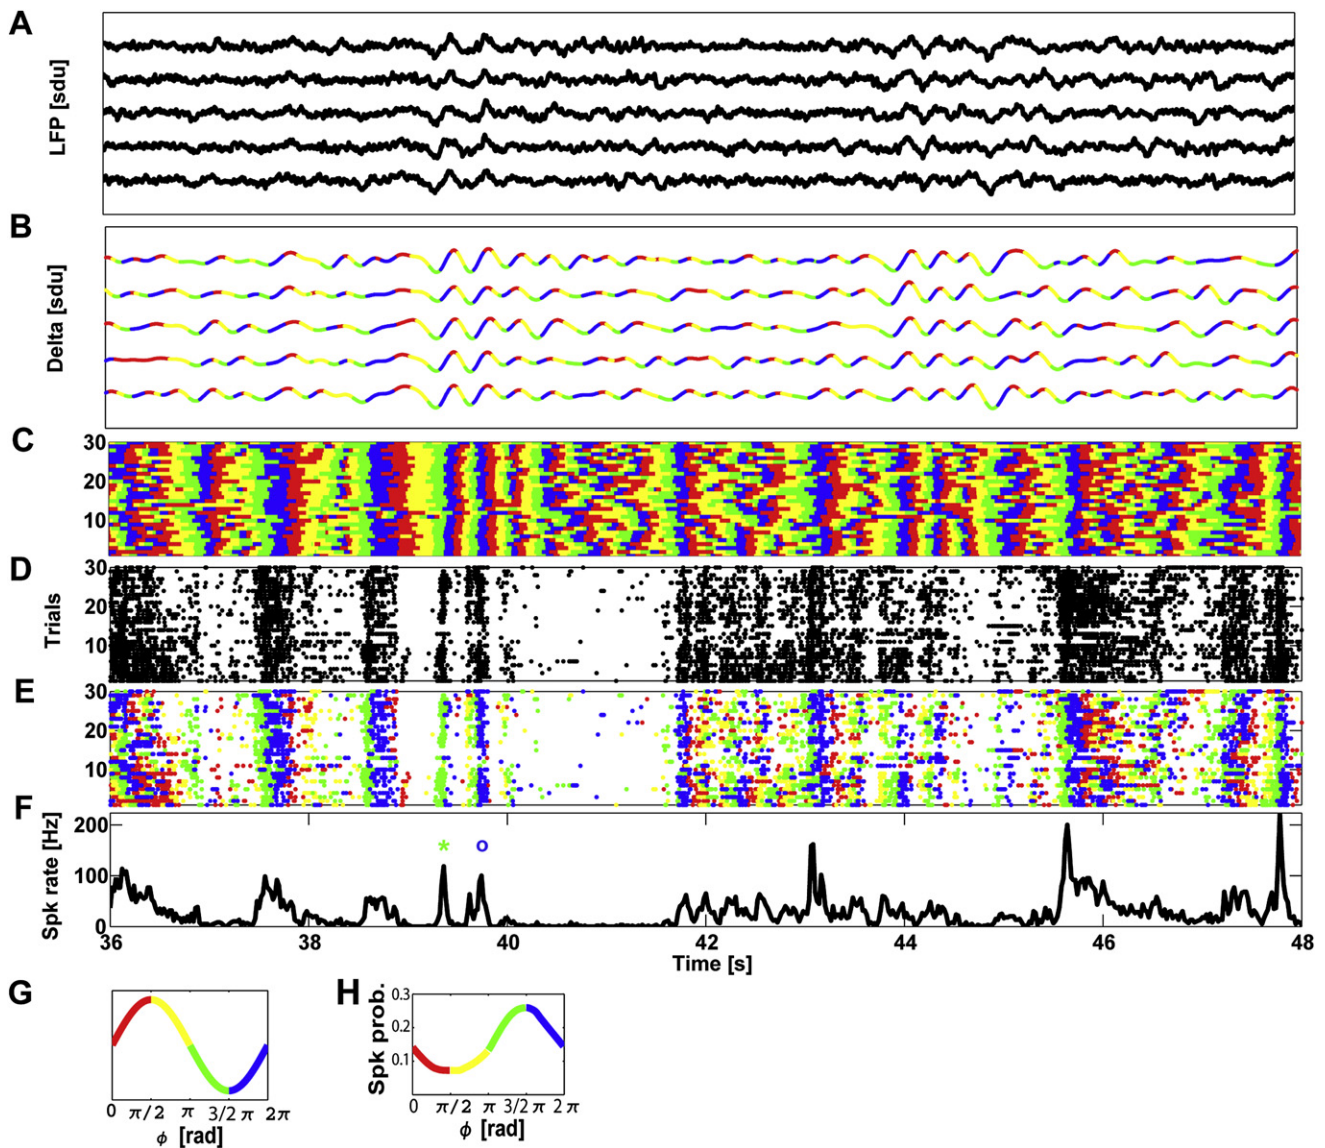 A
LFP [sdu]
B
Delta [sdu]
C
30
20
10
D
30
20
10
Trials
E
30
20
10
F
200
100
0
Spk rate [Hz]
* o
36 38 40 42 44 46 48
Time [s]
G
0 π/2 π 3/2 π 2π
ϕ [rad]
H
Spk prob.
0.3
0.2
0.1
0 π/2 π 3/2 π 2 π
ϕ [rad]